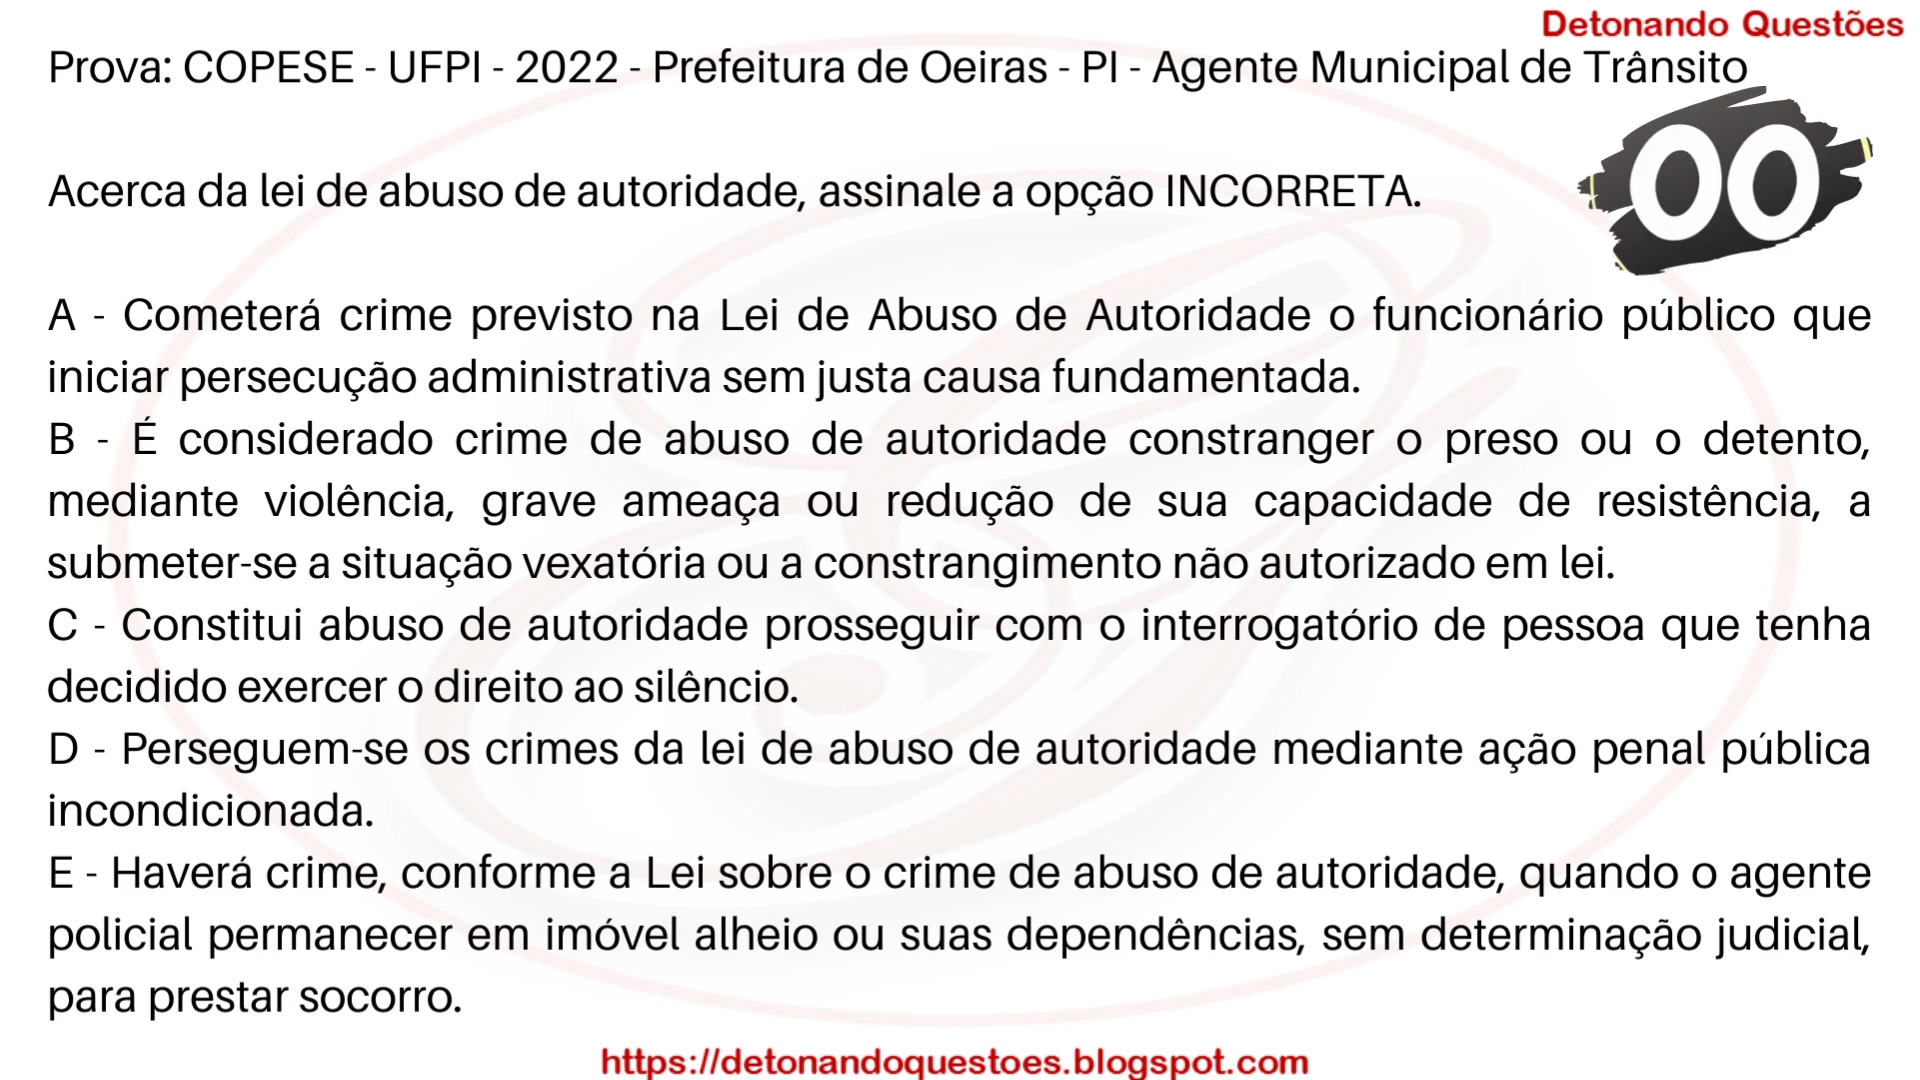 Detonando Questões
Prova: COPESE - UFPI - 2022 - Prefeitura de Oeiras - PI - Agente Municipal de Trânsito
00
Acerca da lei de abuso de autoridade, assinale a opção INCORRETA.
A - Cometerá crime previsto na Lei de Abuso de Autoridade o funcionário público que
iniciar persecução administrativa sem justa causa fundamentada.
B - É considerado crime de abuso de autoridade constranger o preso ou o detento,
mediante violência, grave ameaça ou redução de sua capacidade de resistência, a
submeter-se a situação vexatória ou a constrangimento não autorizado em lei.
C - Constitui abuso de autoridade prosseguir com o interrogatório de pessoa que tenha
decidido exercer o direito ao silêncio.
D - Perseguem-se os crimes da lei de abuso de autoridade mediante ação penal pública
incondicionada.
E - Haverá crime, conforme a Lei sobre o crime de abuso de autoridade, quando o agente
policial permanecer em imóvel alheio ou suas dependências, sem determinação judicial,
para prestar socorro.
https://detonandoquestoes.blogspot.com